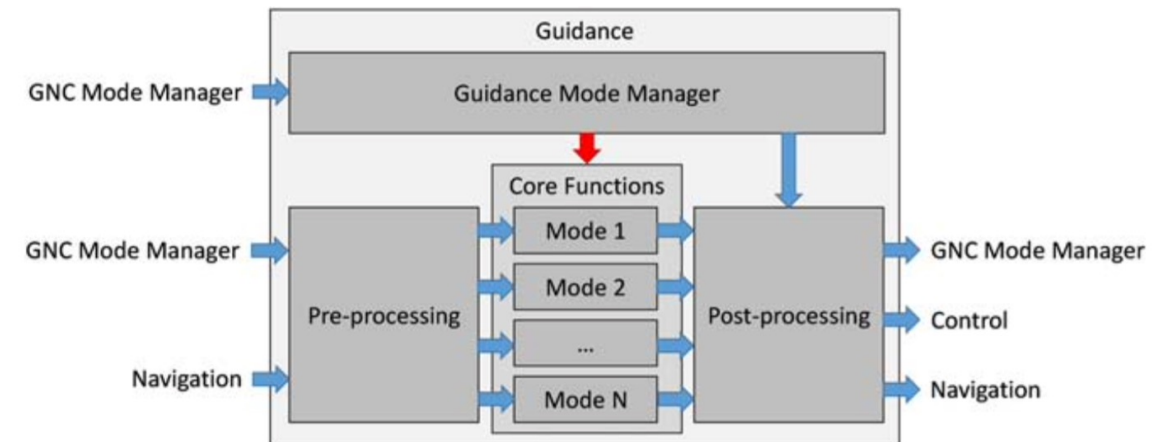 Guidance
GNC Mode Manager
Guidance Mode Manager
Core Functions
GNC Mode Manager
Navigation
Pre-processing
Mode 1
Mode 2
...
Mode N
Post-processing
GNC Mode Manager
Control
Navigation